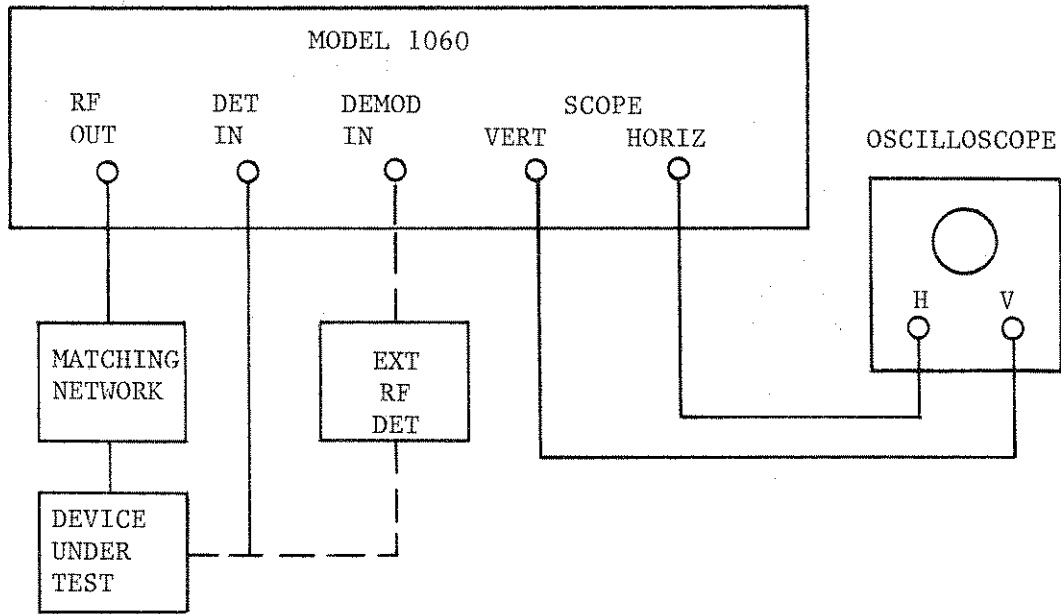 MODEL 1060
RF
OUT
DET
IN
DEMOD
IN
SCOPE
VERT
HORIZ
OSCILLOSCOPE
H
V
MATCHING
NETWORK
EXT
RF
DET
DEVICE
UNDER
TEST